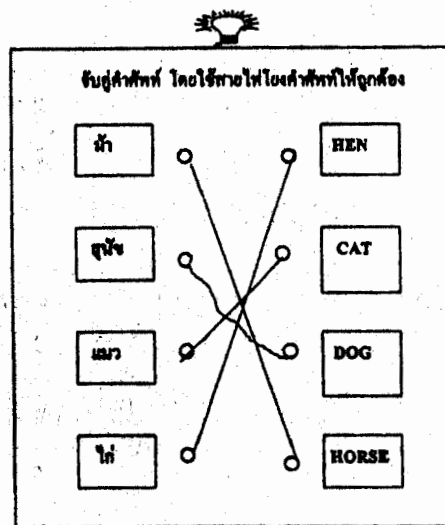 จับคู่คำศัพท์ โดยใช้สายไฟโยงคำศัพท์ให้ถูกต้อง
ม้า HEN
สุนัข CAT
แมว DOG
ไก่ HORSE